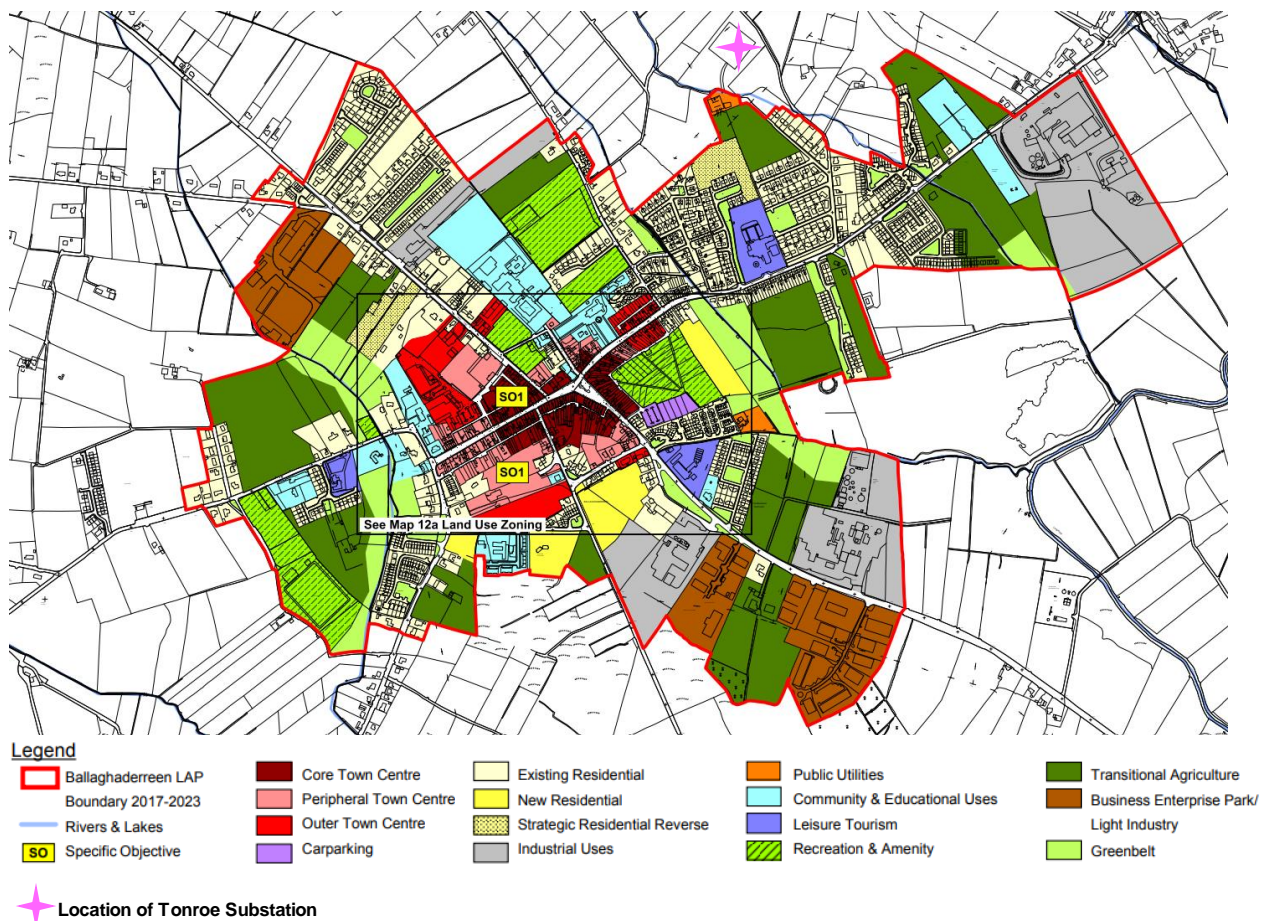 SO1
SO1
See Map 12a Land Use Zoning
Legend
Ballaghaderreen LAP
Boundary 2017-2023
Rivers & Lakes
SO Specific Objective
Core Town Centre
Peripheral Town Centre
Outer Town Centre
Carparking
Existing Residential
New Residential
Strategic Residential Reverse
Industrial Uses
Public Utilities
Community & Educational Uses
Leisure Tourism
Recreation & Amenity
Transitional Agriculture
Business Enterprise Park/
Light Industry
Greenbelt
Location of Tonroe Substation